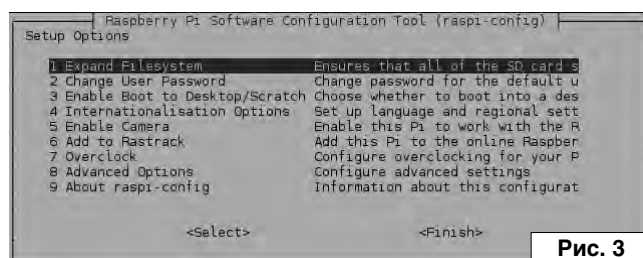 Raspberry Pi Software Configuration Tool (raspi-config)
Setup Options
1 Expand Filesystem Ensures that all of the SD card s
2 Change User Password Change password for the default u
3 Enable Boot to Desktop/Scratch Choose whether to boot into a des
4 Internationalisation Options Set up language and regional sett
5 Enable Camera Enable this Pi to work with the R
6 Add to Rastrack Add this Pi to the online Raspber
7 Overclock Configure overclocking for your P
8 Advanced Options Configure advanced settings
9 About raspi-config Information about this configurat
<Select> <Finish>
Рис. 3